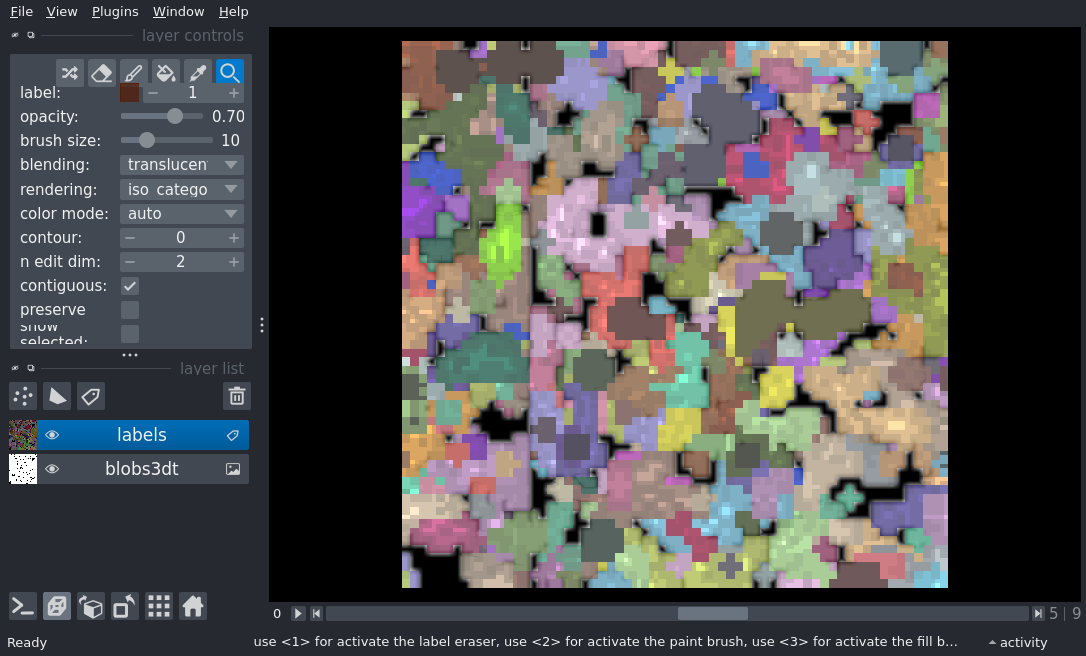 File View Plugins Window Help
layer controls
label: 1
opacity: 0.70
brush size: 10
blending: translucen
rendering: iso_catego
color mode: auto
contour: 0
n edit dim: 2
contiguous:
preserve
show
selected:
layer list
labels
blobs3dt
0 5 | 9
Ready use <1> for activate the label eraser, use <2> for activate the paint brush, use <3> for activate the fill b... activity